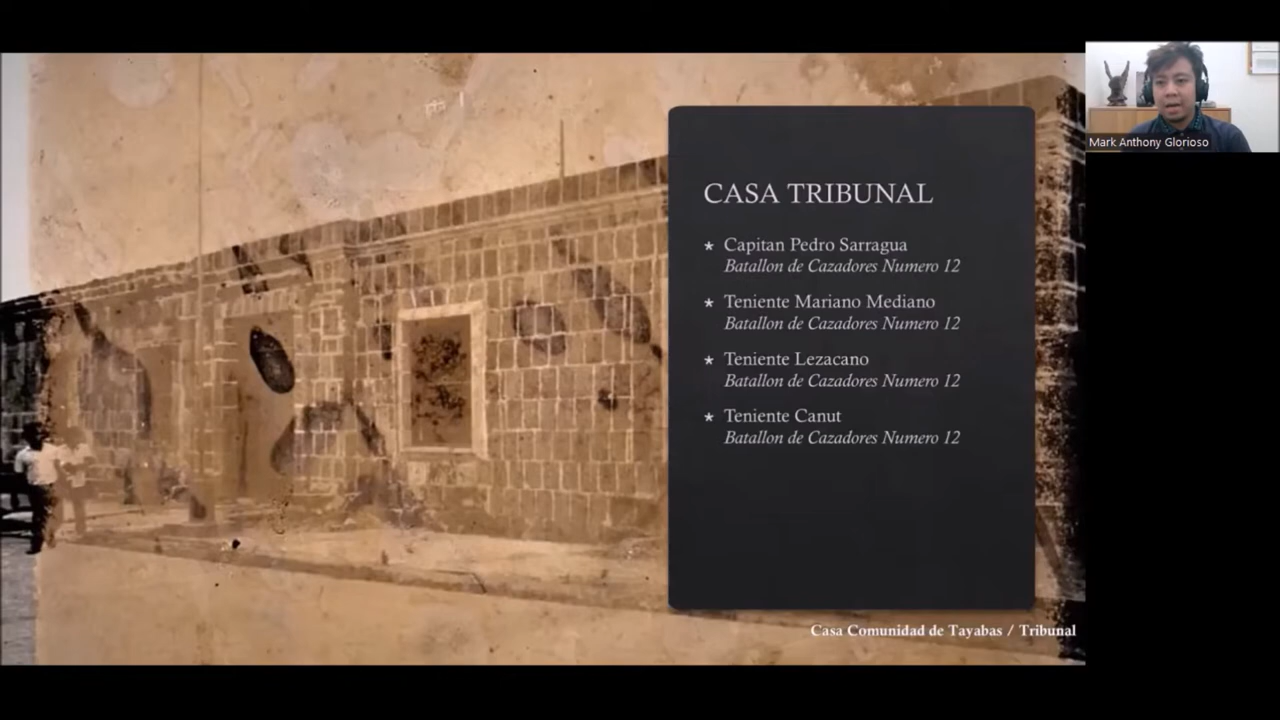 CASA TRIBUNAL
* Capitan Pedro Sarragua
Batallon de Cazadores Numero 12
* Teniente Mariano Mediano
Batallon de Cazadores Numero 12
* Teniente Lezacano
Batallon de Cazadores Numero 12
* Teniente Canut
Batallon de Cazadores Numero 12
Casa Comunidad de Tayabas / Tribunal
Mark Anthony Glorioso